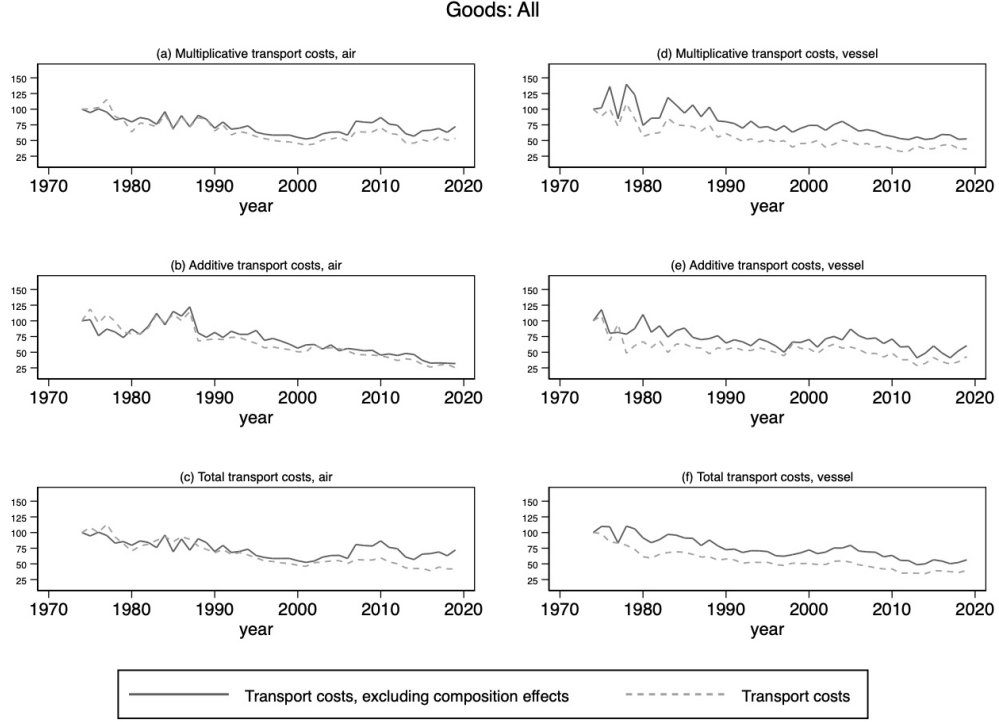 Goods: All
(a) Multiplicative transport costs, air
150
125
100
75
50
25
1970 1980 1990 2000 2010 2020
year
(d) Multiplicative transport costs, vessel
150
125
100
75
50
25
1970 1980 1990 2000 2010 2020
year
(b) Additive transport costs, air
150
125
100
75
50
25
1970 1980 1990 2000 2010 2020
year
(e) Additive transport costs, vessel
150
125
100
75
50
25
1970 1980 1990 2000 2010 2020
year
(c) Total transport costs, air
150
125
100
75
50
25
1970 1980 1990 2000 2010 2020
year
(f) Total transport costs, vessel
150
125
100
75
50
25
1970 1980 1990 2000 2010 2020
year
Transport costs, excluding composition effects
Transport costs